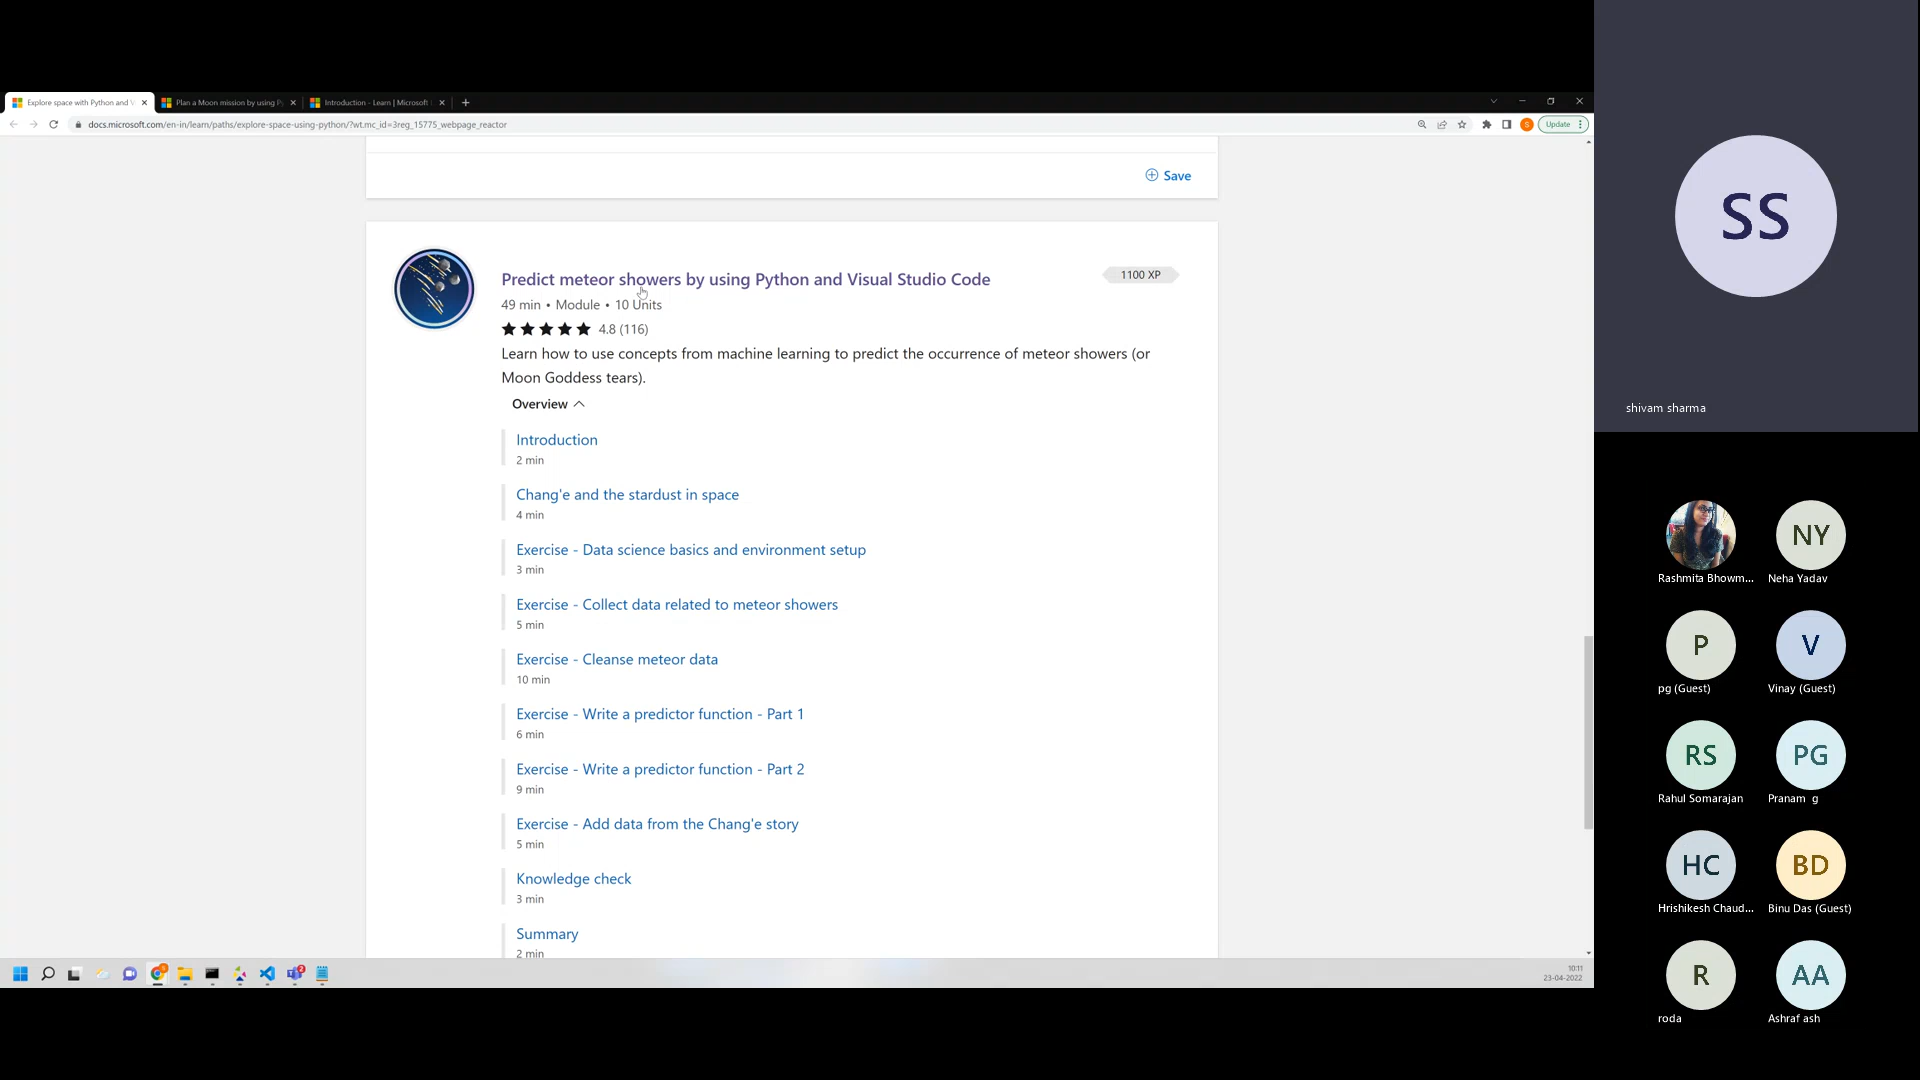 Explore space with Python and V
Plan a Moon mission by using Py
Introduction - Learn | Microsoft
docs.microsoft.com/en-in/learn/paths/explore-space-using-python/?wt.mc_id=3reg_15775_webpage_reactor
S
Update
Save
Predict meteor showers by using Python and Visual Studio Code
1100 XP
49 min • Module • 10 Units
4.8 (116)
Learn how to use concepts from machine learning to predict the occurrence of meteor showers (or
Moon Goddess tears).
Overview
Introduction
2 min
Chang'e and the stardust in space
4 min
Exercise - Data science basics and environment setup
3 min
Exercise - Collect data related to meteor showers
5 min
Exercise - Cleanse meteor data
10 min
Exercise - Write a predictor function - Part 1
6 min
Exercise - Write a predictor function - Part 2
9 min
Exercise - Add data from the Chang'e story
5 min
Knowledge check
3 min
Summary
2 min
10:11
23-04-2022
SS
shivam sharma
NY
Rashmita Bhowm...
Neha Yadav
P
V
pg (Guest)
Vinay (Guest)
RS
PG
Rahul Somarajan
Pranam g
HC
BD
Hrishikesh Chaud...
Binu Das (Guest)
R
AA
roda
Ashraf ash